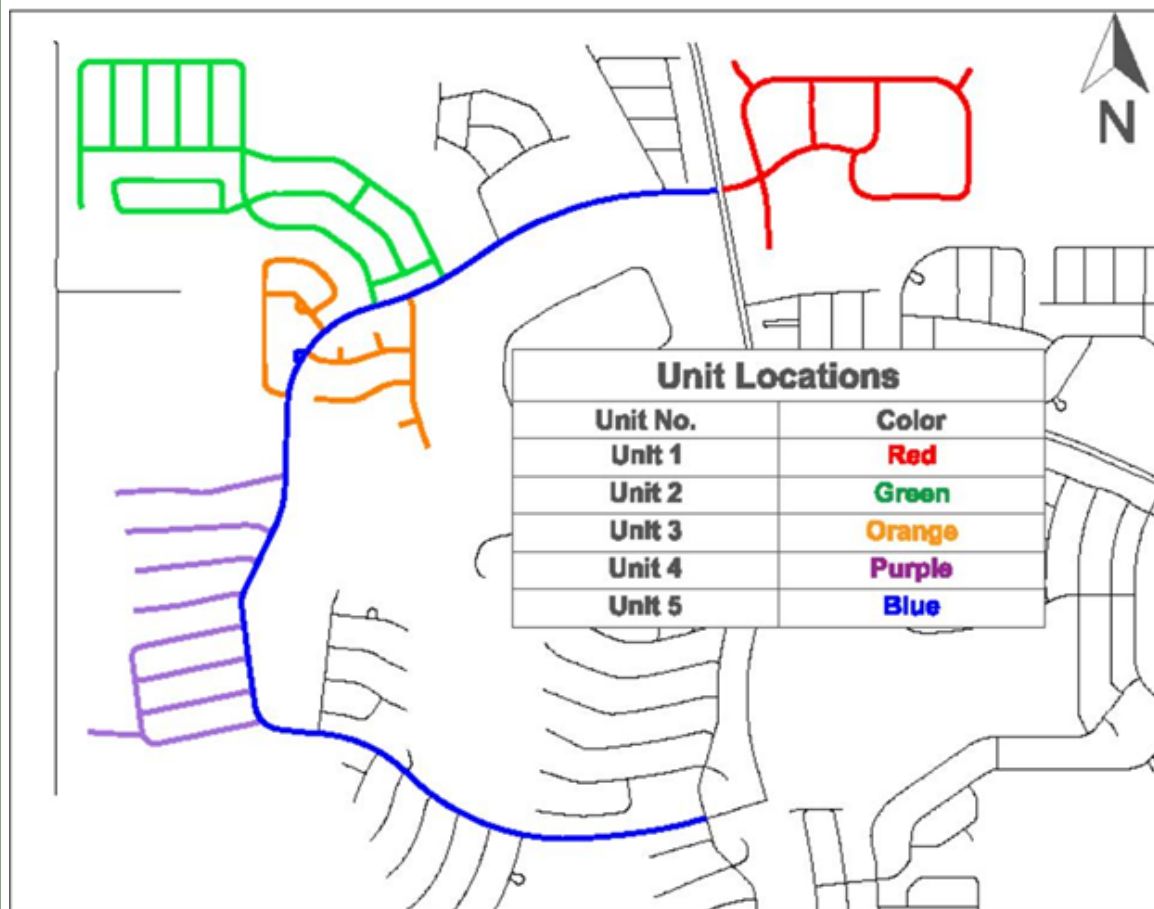 N
Unit Locations
Unit No. Color
Unit 1 Red
Unit 2 Green
Unit 3 Orange
Unit 4 Purple
Unit 5 Blue